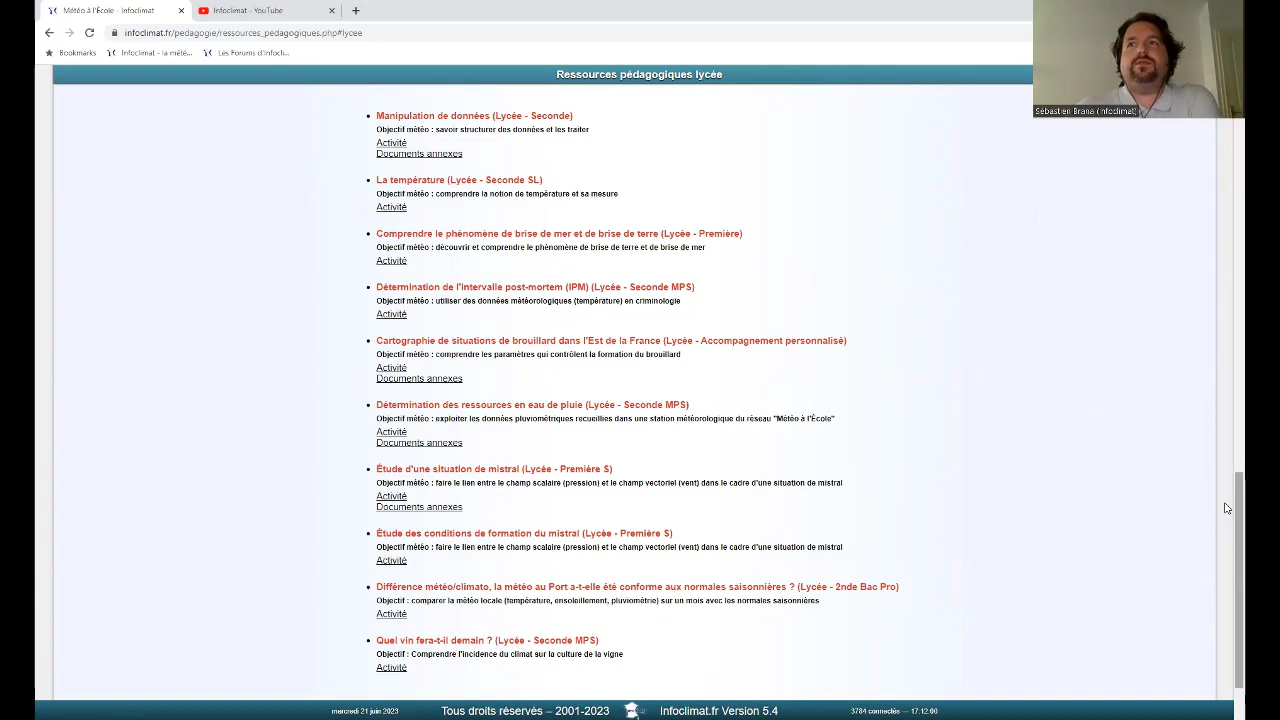 Météo à l'École - Infoclimat
Infoclimat - YouTube
infoclimat.fr/pedagogie/ressources_pedagogiques.php#lycee
Bookmarks
Infoclimat - la mété...
Les Forums d'Infocli...
Sébastien Brana (Infoclimat)
Ressources pédagogiques lycée
Manipulation de données (Lycée - Seconde)
Objectif météo : savoir structurer des données et les traiter
Activité
Documents annexes
La température (Lycée - Seconde SL)
Objectif météo : comprendre la notion de température et sa mesure
Activité
Comprendre le phénomène de brise de mer et de brise de terre (Lycée - Première)
Objectif météo : découvrir et comprendre le phénomène de brise de terre et de brise de mer
Activité
Détermination de l'intervalle post-mortem (IPM) (Lycée - Seconde MPS)
Objectif météo : utiliser des données météorologiques (température) en criminologie
Activité
Cartographie de situations de brouillard dans l'Est de la France (Lycée - Accompagnement personnalisé)
Objectif météo : comprendre les paramètres qui contrôlent la formation du brouillard
Activité
Documents annexes
Détermination des ressources en eau de pluie (Lycée - Seconde MPS)
Objectif météo : exploiter les données pluviométriques recueillies dans une station météorologique du réseau "Météo à l'École"
Activité
Documents annexes
Étude d'une situation de mistral (Lycée - Première S)
Objectif météo : faire le lien entre le champ scalaire (pression) et le champ vectoriel (vent) dans le cadre d'une situation de mistral
Activité
Documents annexes
Étude des conditions de formation du mistral (Lycée - Première S)
Objectif météo : faire le lien entre le champ scalaire (pression) et le champ vectoriel (vent) dans le cadre d'une situation de mistral
Activité
Différence météo/climato, la météo au Port a-t-elle été conforme aux normales saisonnières ? (Lycée - 2nde Bac Pro)
Objectif : comparer la météo locale (température, ensoleillement, pluviométrie) sur un mois avec les normales saisonnières
Activité
Quel vin fera-t-il demain ? (Lycée - Seconde MPS)
Objectif : Comprendre l'incidence du climat sur la culture de la vigne
Activité
mercredi 21 juin 2023
Tous droits réservés – 2001-2023
Infoclimat.fr Version 5.4
3784 connectés — 17:12:00